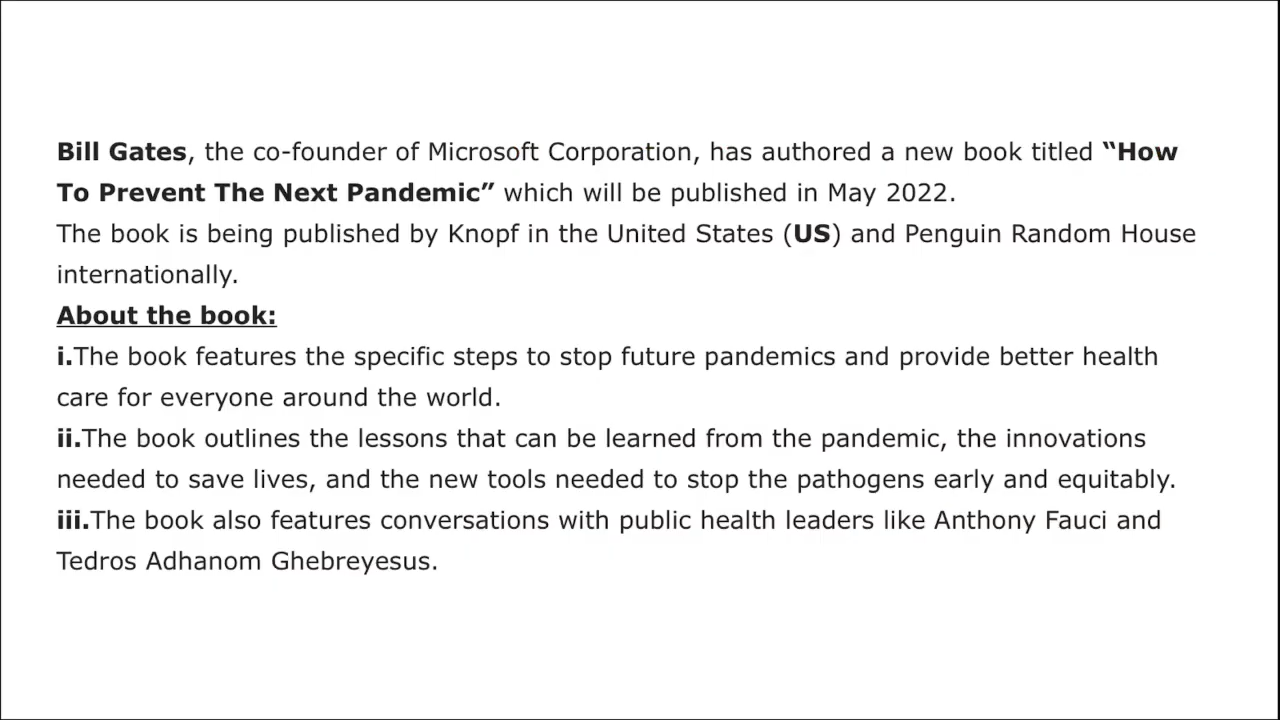 Bill Gates, the co-founder of Microsoft Corporation, has authored a new book titled “How
To Prevent The Next Pandemic” which will be published in May 2022.
The book is being published by Knopf in the United States (US) and Penguin Random House
internationally.
About the book:
i.The book features the specific steps to stop future pandemics and provide better health
care for everyone around the world.
ii.The book outlines the lessons that can be learned from the pandemic, the innovations
needed to save lives, and the new tools needed to stop the pathogens early and equitably.
iii.The book also features conversations with public health leaders like Anthony Fauci and
Tedros Adhanom Ghebreyesus.